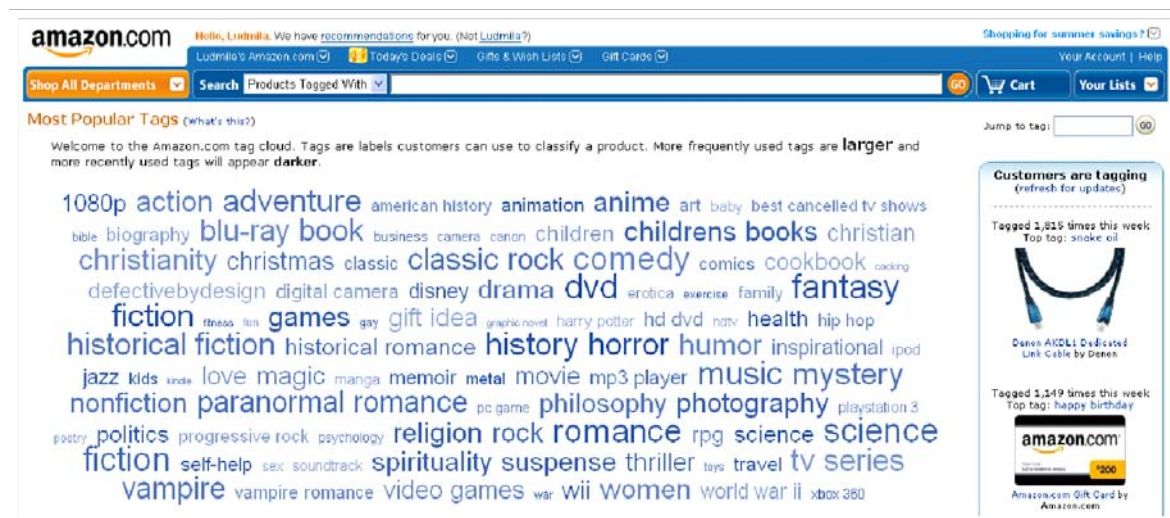 amazon.com
Hello, Ludmila. We have recommendations for you. (Not Ludmila?)
Shopping for summer savings?
Ludmila's Amazon.com
Today's Deals
Gifts & Wish Lists
Gift Cards
Your Account | Help
Shop All Departments
Search
Products Tagged With
GO
Cart
Your Lists
Most Popular Tags (What's this?)
Jump to tag:
GO
Welcome to the Amazon.com tag cloud. Tags are labels customers can use to classify a product. More frequently used tags are larger and
more recently used tags will appear darker.
1080p action adventure american history animation anime art baby best cancelled tv shows
bible biography blu-ray book business camera canon children childrens books christian
christianity christmas classic classic rock comedy comics cookbook cooking
defectivebydesign digital camera disney drama dvd erotica exercise family fantasy
fiction fitness fun games gay gift idea graphic novel harry potter hd dvd hdtv health hip hop
historical fiction historical romance history horror humor inspirational ipod
jazz kids kindle love magic manga memoir metal movie mp3 player music mystery
nonfiction paranormal romance pc game philosophy photography playstation 3
poetry politics progressive rock psychology religion rock romance rpg science science
fiction self-help sex soundtrack spirituality suspense thriller toys travel tv series
vampire vampire romance video games war wii women world war ii xbox 360
Customers are tagging
(refresh for updates)
Tagged 1,815 times this week
Top tag: snake oil
Denon AKDL1 Dedicated
Link Cable by Denon
Tagged 1,149 times this week
Top tag: happy birthday
amazon.com
$200
Amazon.com Gift Card by
Amazon.com